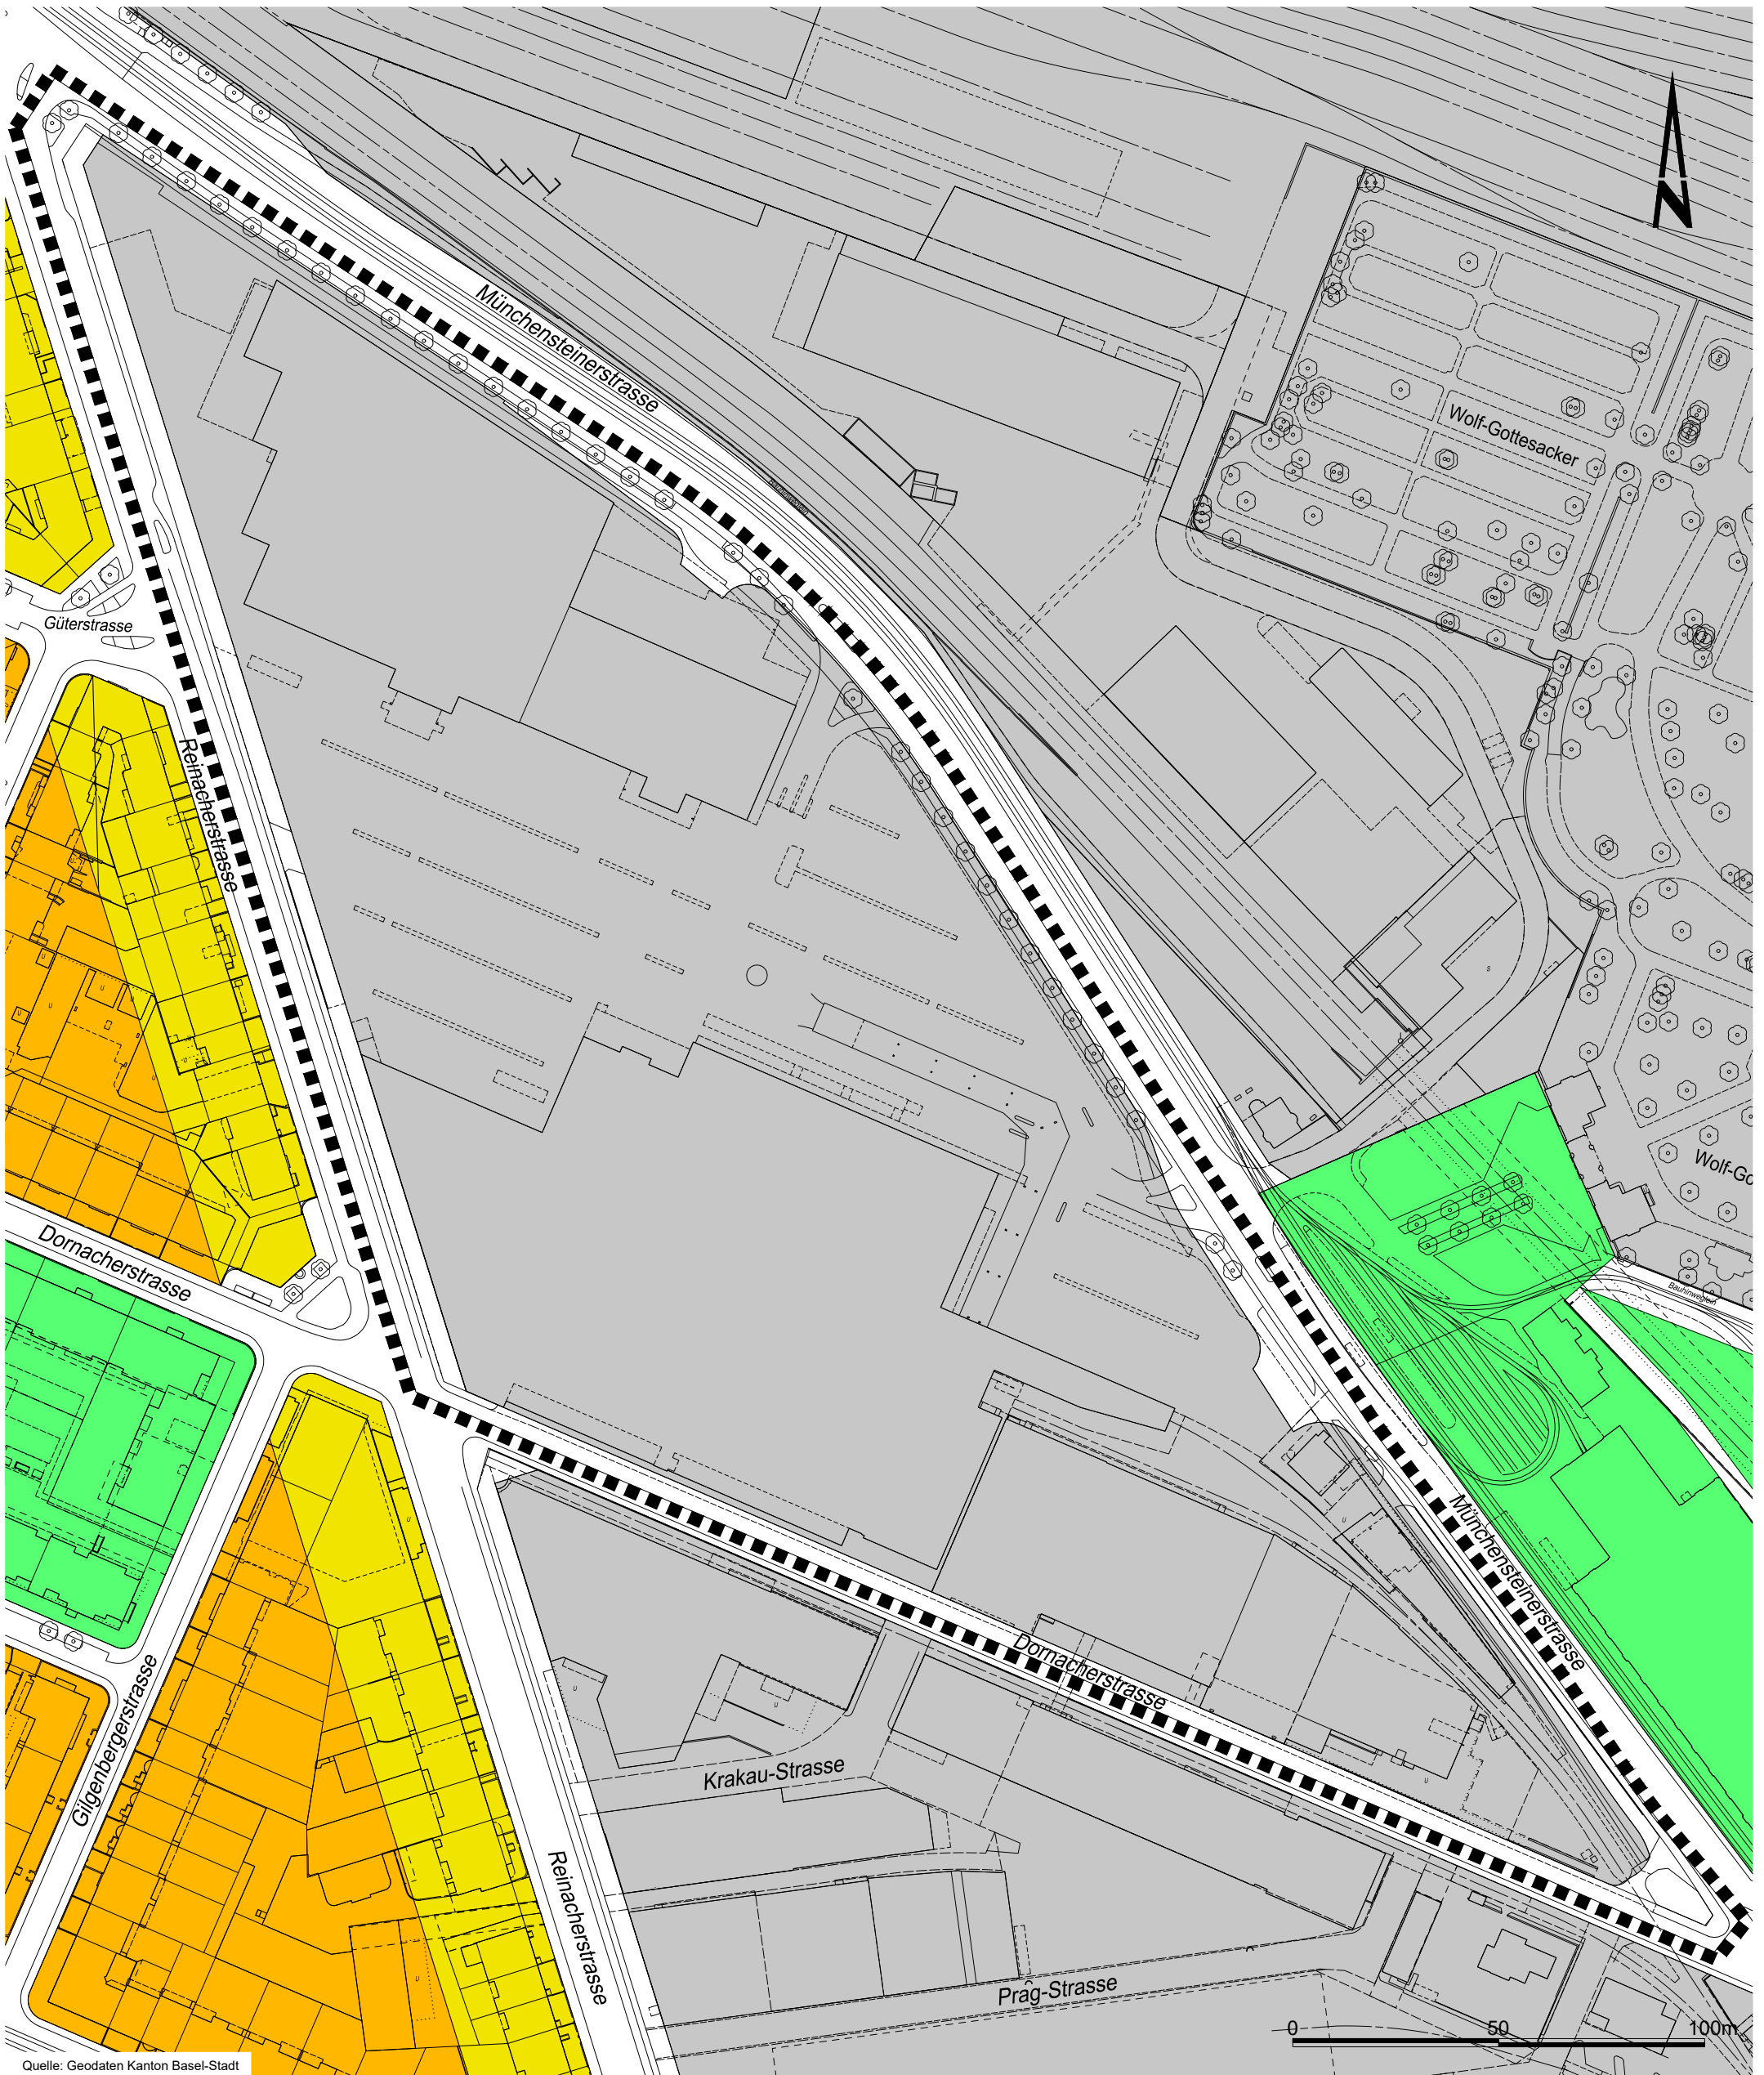 N
Münchensteinerstrasse
Wolf-Gottesacker
Güterstrasse
Reinacherstrasse
Wolf-Go
Dornacherstrasse
Bauhinweglein
Münchensteinerstrasse
Dornacherstrasse
Gilgenbergerstrasse
Krakau-Strasse
Reinacherstrasse
Prag-Strasse
0 50 100m
Quelle: Geodaten Kanton Basel-Stadt